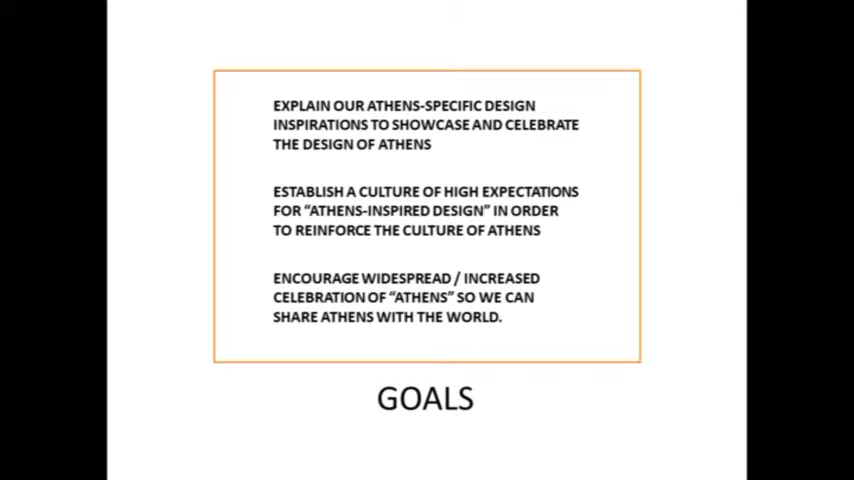 EXPLAIN OUR ATHENS-SPECIFIC DESIGN
INSPIRATIONS TO SHOWCASE AND CELEBRATE
THE DESIGN OF ATHENS
ESTABLISH A CULTURE OF HIGH EXPECTATIONS
FOR “ATHENS-INSPIRED DESIGN” IN ORDER
TO REINFORCE THE CULTURE OF ATHENS
ENCOURAGE WIDESPREAD / INCREASED
CELEBRATION OF “ATHENS” SO WE CAN
SHARE ATHENS WITH THE WORLD.
GOALS